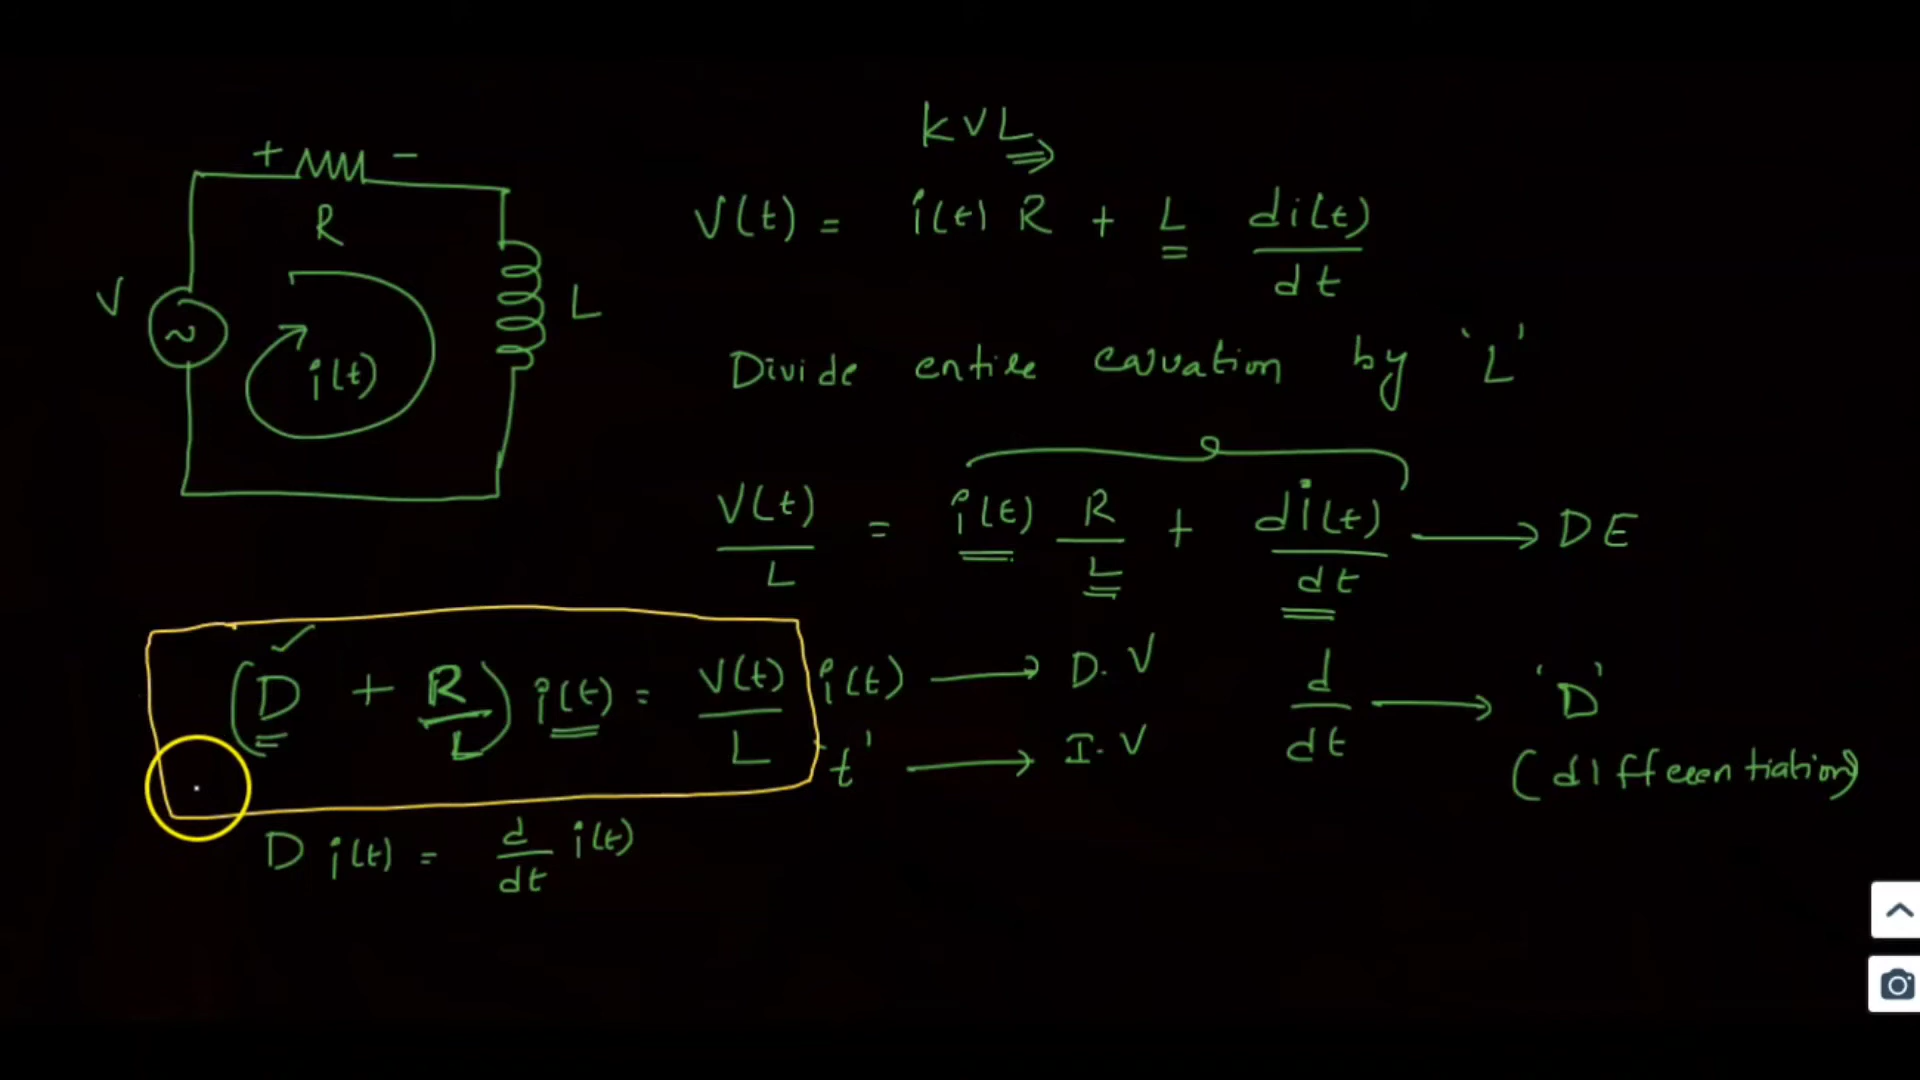 kVL
+ -
R
V(t) = i(t) R + L di(t)/dt
V
L
i(t)
Divide entire equation by 'L'
V(t)/L = i(t) R/L + di(t)/dt → DE
(D + R/L) i(t) = V(t)/L
i(t) → D.V
d/dt → 'D'
't' → I.V
(differentiation)
D i(t) = d/dt i(t)